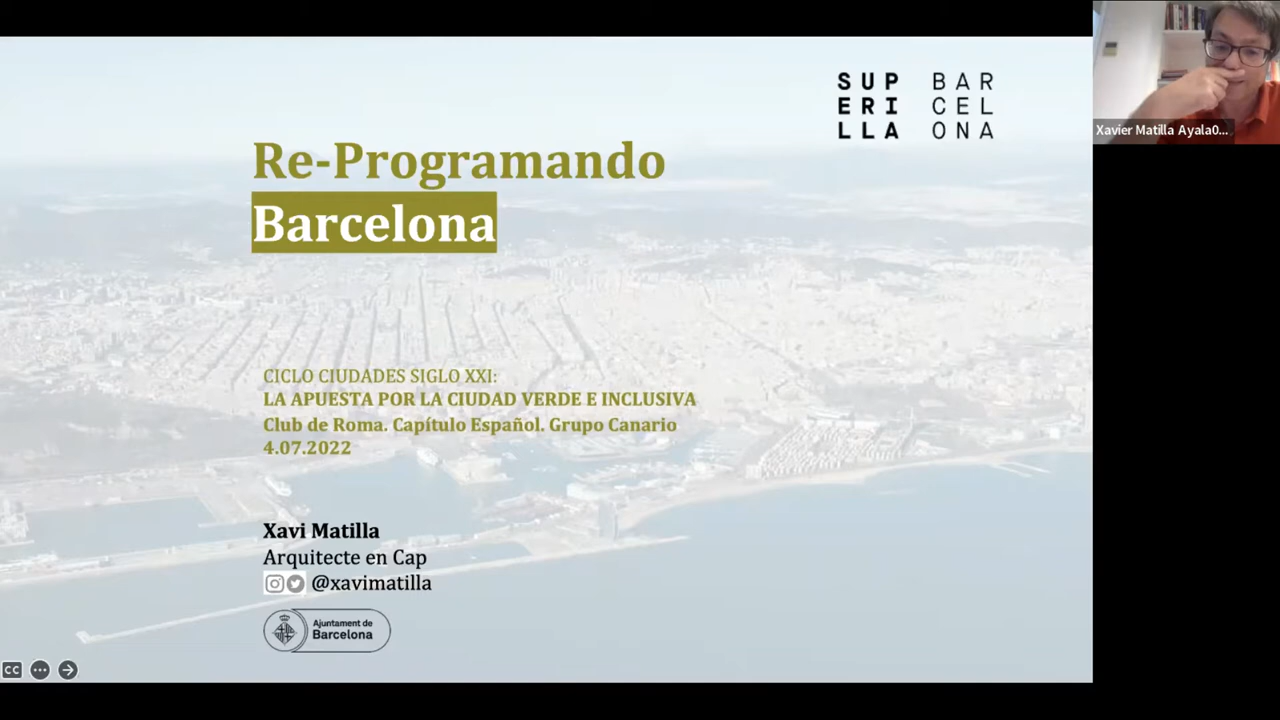 SUP BAR
ERI CEL
LLA ONA
Xavier Matilla Ayala0...
Re-Programando
Barcelona
CICLO CIUDADES SIGLO XXI:
LA APUESTA POR LA CIUDAD VERDE E INCLUSIVA
Club de Roma. Capítulo Español. Grupo Canario
4.07.2022
Xavi Matilla
Arquitecte en Cap
@xavimatilla
Ajuntament de
Barcelona
CC